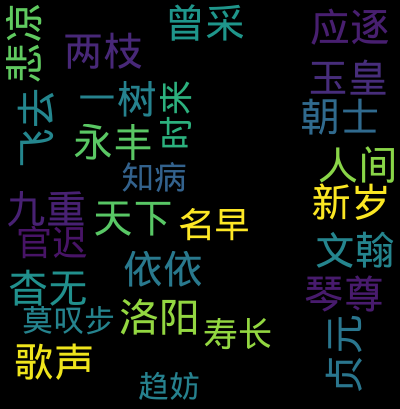 悲凉
两枝
曾采
应逐
玉皇
飞去
一树
时来
朝士
永丰
人间
知病
新岁
九重
天下
名早
官迟
文翰
依依
杳无
琴尊
莫叹步
洛阳
寿长
贞元
歌声
趋妨